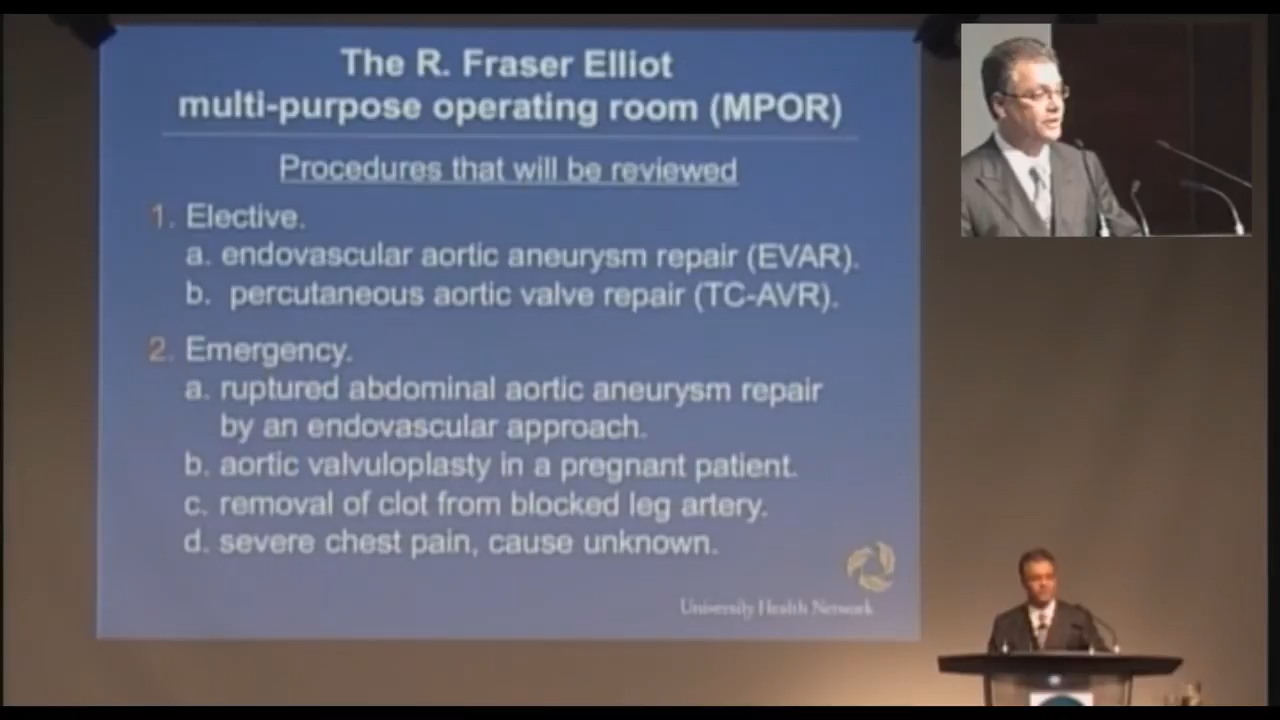 The R. Fraser Elliot
multi-purpose operating room (MPOR)
Procedures that will be reviewed
1. Elective.
a. endovascular aortic aneurysm repair (EVAR).
b. percutaneous aortic valve repair (TC-AVR).
2. Emergency.
a. ruptured abdominal aortic aneurysm repair
by an endovascular approach.
b. aortic valvuloplasty in a pregnant patient.
c. removal of clot from blocked leg artery.
d. severe chest pain, cause unknown.
University Health Network